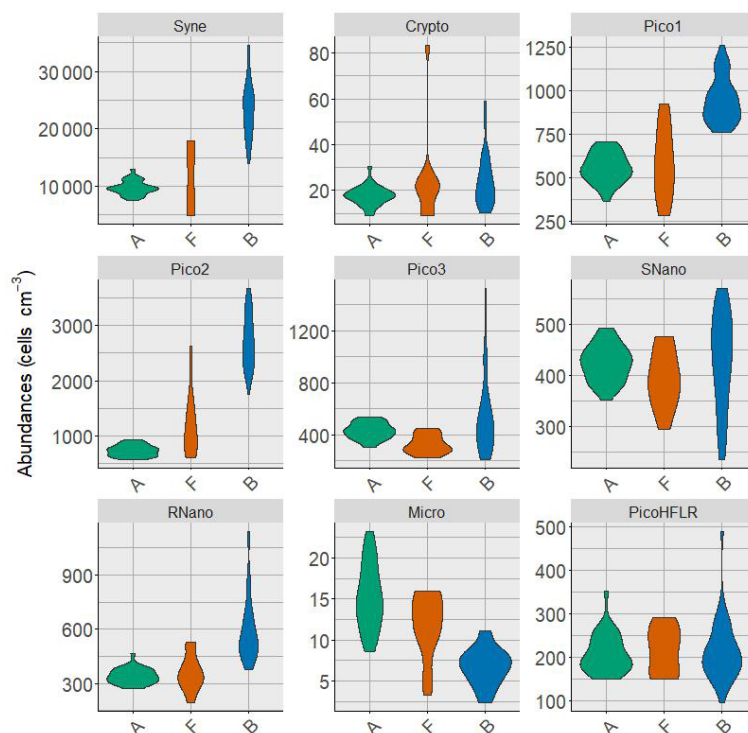 Syne
Crypto
Pico1
30 000
20 000
10 000
80
60
40
20
1250
1000
750
500
250
A F B
A F B
A F B
Pico2
Pico3
SNano
Abundances (cells cm⁻³)
3000
2000
1000
1200
800
400
500
400
300
A F B
A F B
A F B
RNano
Micro
PicoHFLR
900
600
300
20
15
10
5
500
400
300
200
100
A F B
A F B
A F B